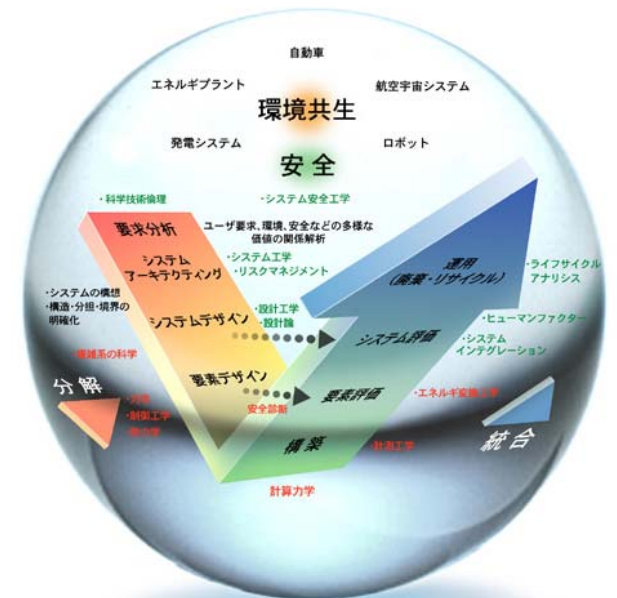 自動車
エネルギプラント
航空宇宙システム
環境共生
発電システム
ロボット
安全
・科学技術倫理
・システム安全工学
要求分析
ユーザ要求、環境、安全などの多様な
価値の関係解析
システム
アーキテクティング
・システム工学
・リスクマネジメント
運用
(廃棄・リサイクル)
・ライフサイクル
アナリシス
・システムの構想
・構造・分担・境界の
明確化
システムデザイン
・設計工学
・設計論
システム評価
・ヒューマンファクター
・システム
インテグレーション
複雑系の科学
要素デザイン
安全診断
要素評価
・エネルギ変換工学
分解
・制御工学
構築
・計測工学
統合
計算力学